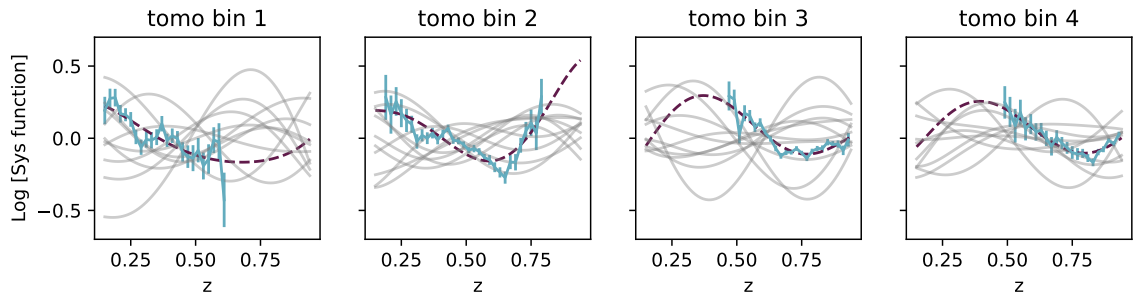 tomo bin 1
tomo bin 2
tomo bin 3
tomo bin 4
Log [Sys function]
0.5
0.0
−0.5
0.25 0.50 0.75
0.25 0.50 0.75
0.25 0.50 0.75
0.25 0.50 0.75
z
z
z
z